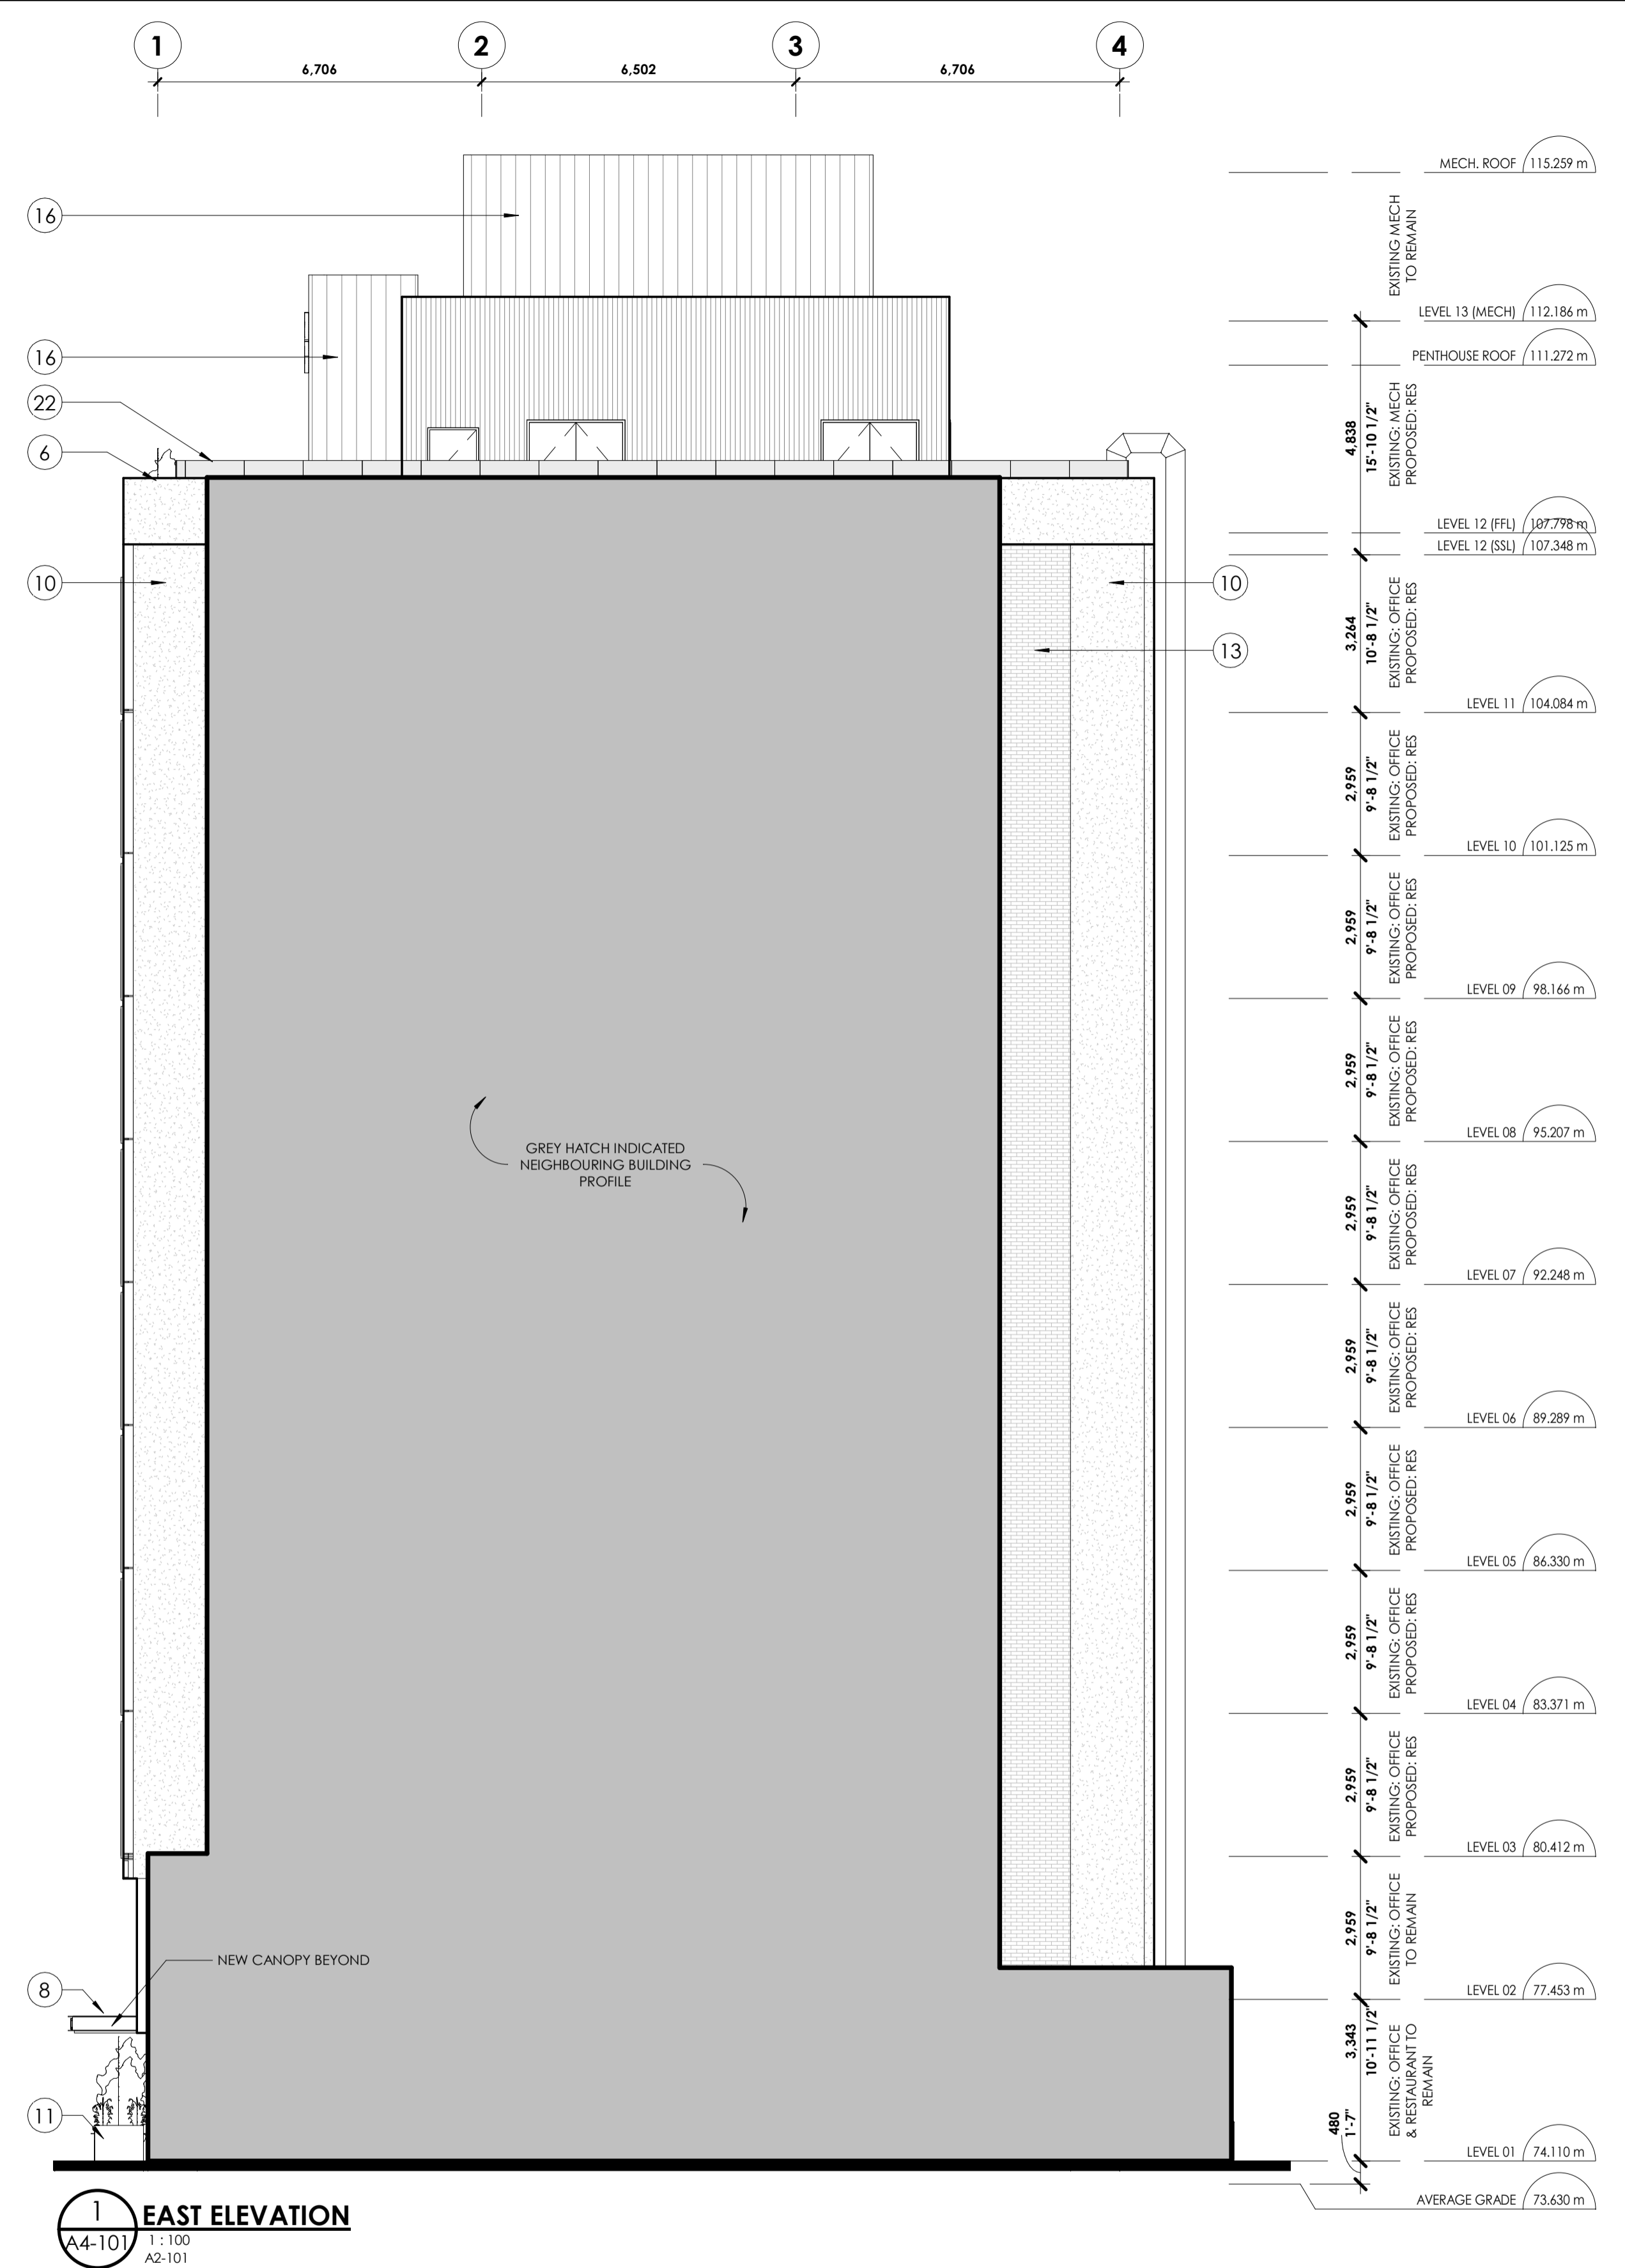 1
2
3
4
6,706
6,502
6,706
MECH. ROOF 115.259 m
16
EXISTING MECH
TO REMAIN
LEVEL 13 (MECH) 112.186 m
16
PENTHOUSE ROOF 111.272 m
22
4,838
15'-10 1/2"
EXISTING: MECH
PROPOSED: RES
6
LEVEL 12 (FFL) 107.798 m
LEVEL 12 (SSL) 107.348 m
10
10
3,264
10'-8 1/2"
EXISTING: OFFICE
PROPOSED: RES
13
LEVEL 11 104.084 m
2,959
9'-8 1/2"
EXISTING: OFFICE
PROPOSED: RES
LEVEL 10 101.125 m
2,959
9'-8 1/2"
EXISTING: OFFICE
PROPOSED: RES
LEVEL 09 98.166 m
2,959
9'-8 1/2"
EXISTING: OFFICE
PROPOSED: RES
LEVEL 08 95.207 m
GREY HATCH INDICATED
NEIGHBOURING BUILDING
PROFILE
2,959
9'-8 1/2"
EXISTING: OFFICE
PROPOSED: RES
LEVEL 07 92.248 m
2,959
9'-8 1/2"
EXISTING: OFFICE
PROPOSED: RES
LEVEL 06 89.289 m
2,959
9'-8 1/2"
EXISTING: OFFICE
PROPOSED: RES
LEVEL 05 86.330 m
2,959
9'-8 1/2"
EXISTING: OFFICE
PROPOSED: RES
LEVEL 04 83.371 m
2,959
9'-8 1/2"
EXISTING: OFFICE
PROPOSED: RES
LEVEL 03 80.412 m
2,959
9'-8 1/2"
EXISTING: OFFICE
TO REMAIN
NEW CANOPY BEYOND
8
LEVEL 02 77.453 m
3,343
10'-11 1/2"
EXISTING: OFFICE
& RESTAURANT TO
REMAIN
11
480
1'-7"
LEVEL 01 74.110 m
AVERAGE GRADE 73.630 m
1
A4-101
EAST ELEVATION
1 : 100
A2-101